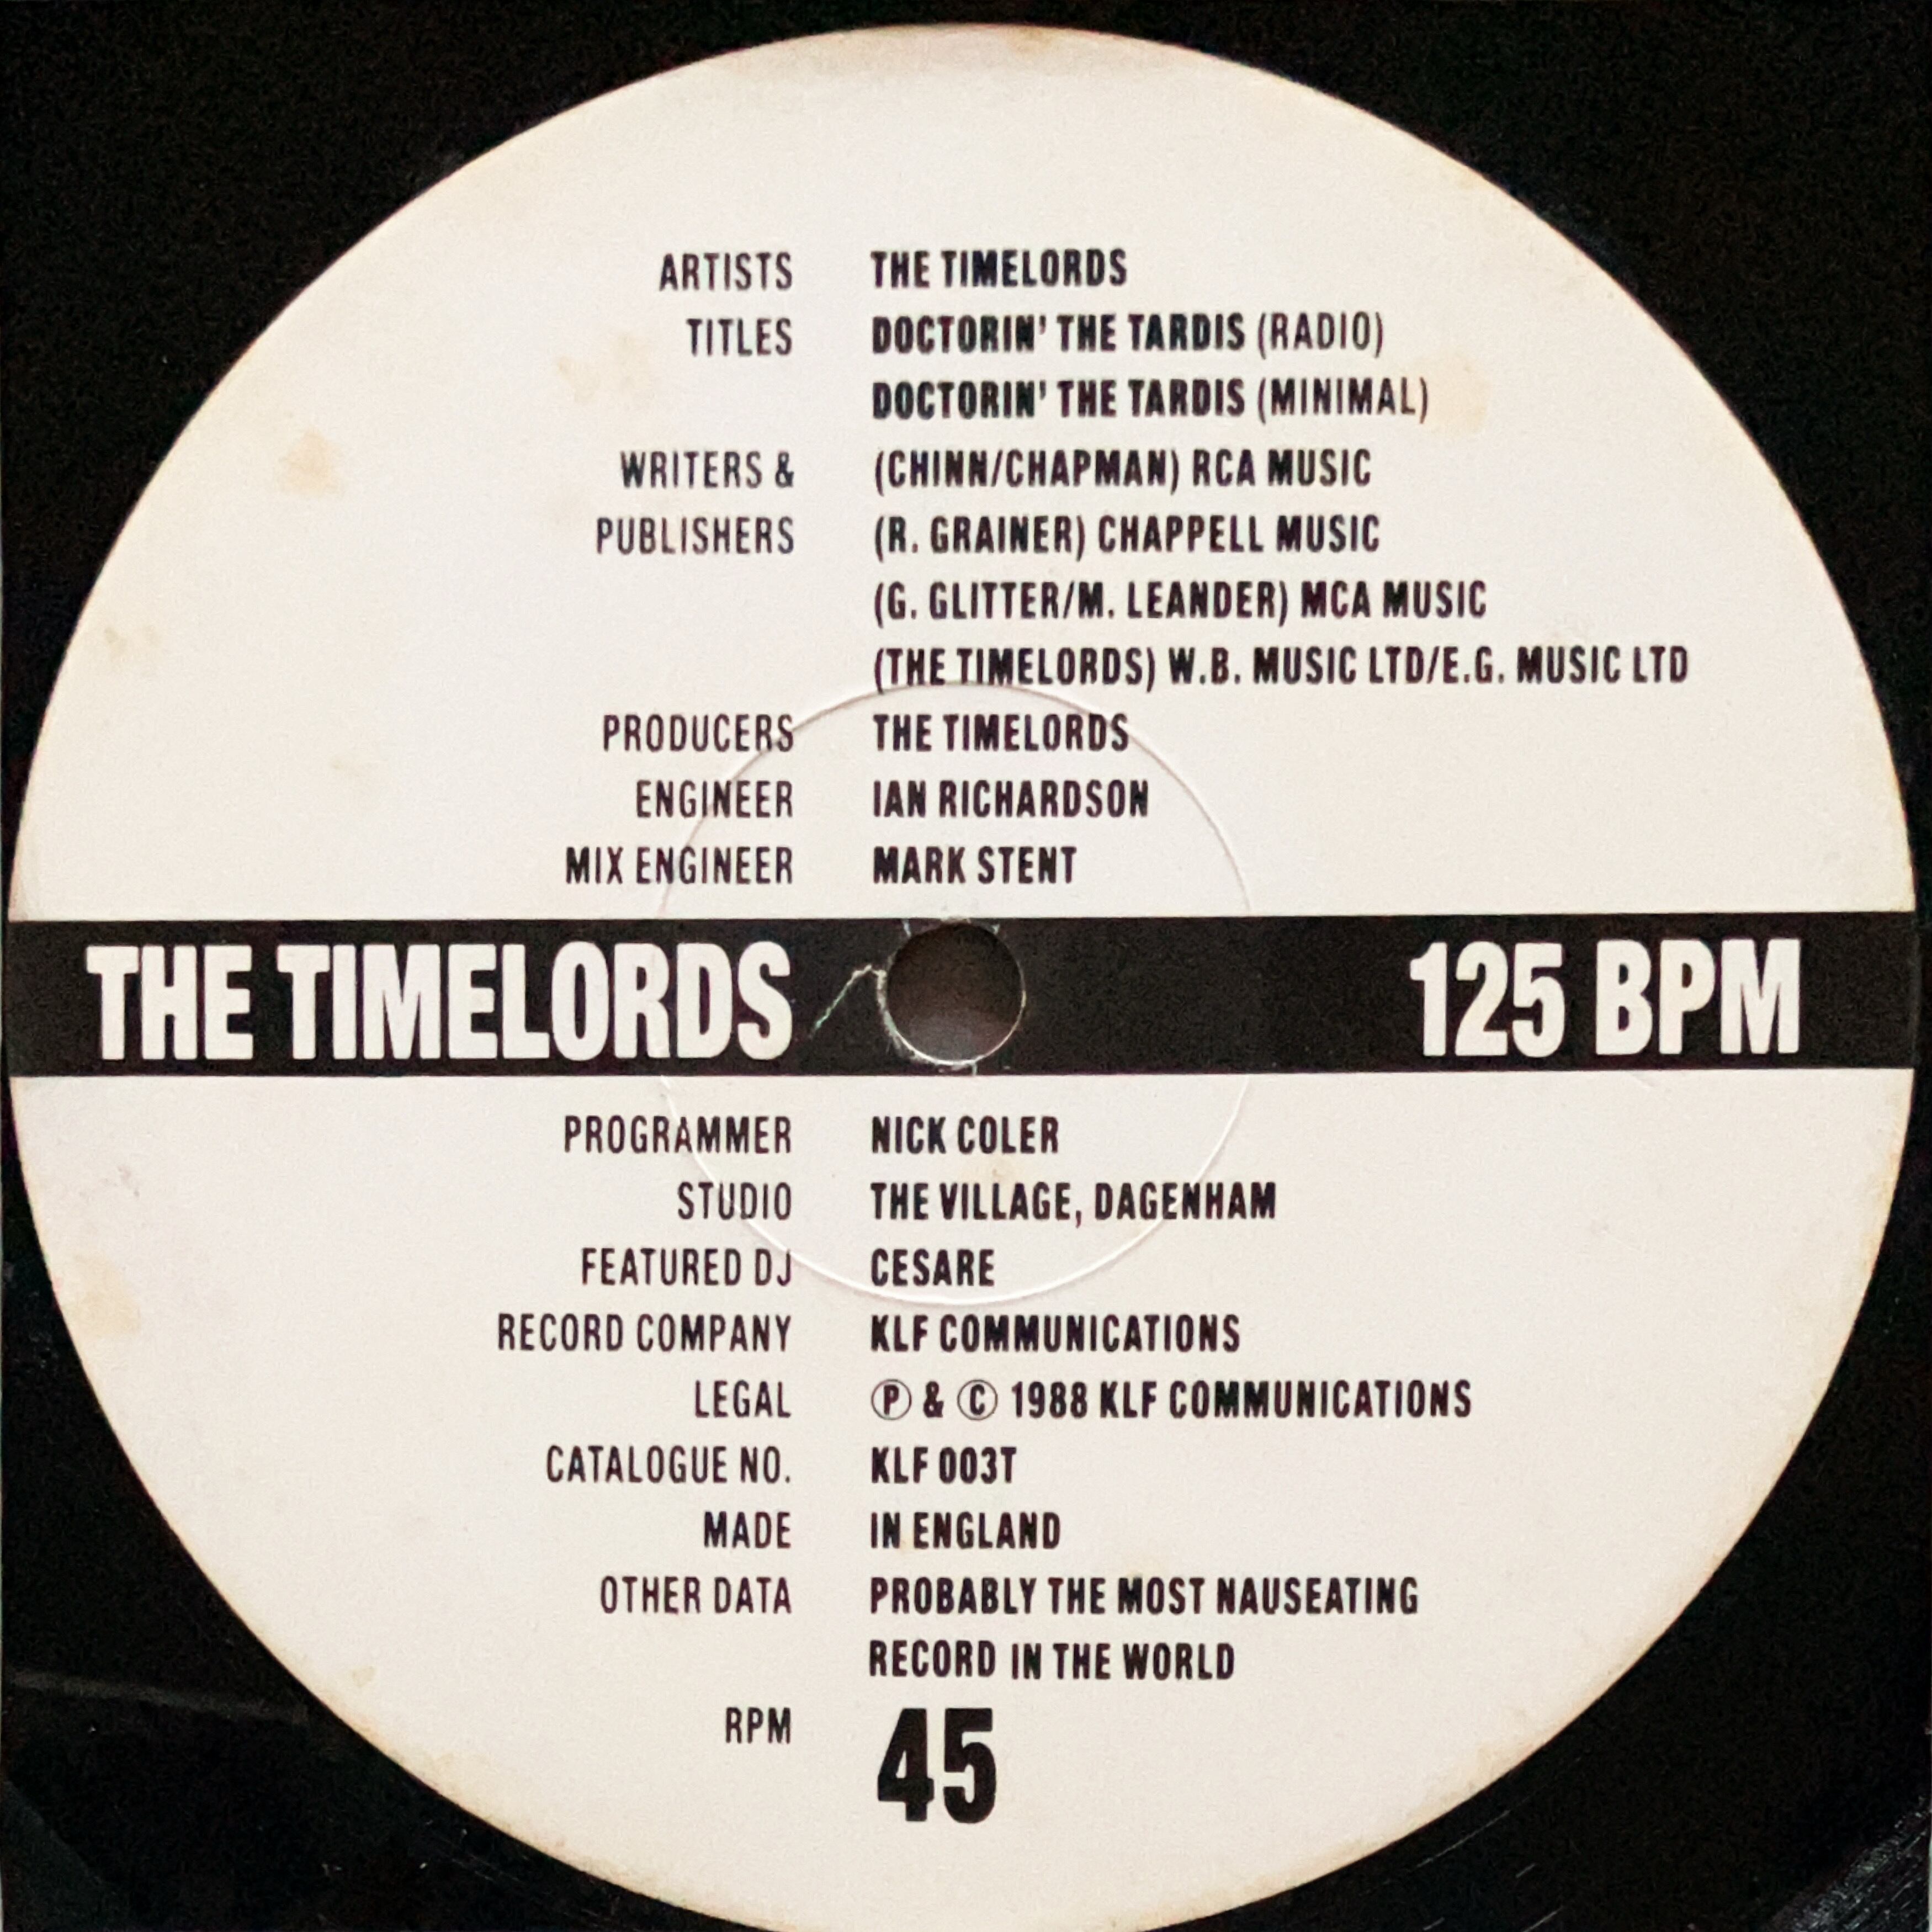 ARTISTS THE TIMELORDS
TITLES DOCTORIN' THE TARDIS (RADIO)
DOCTORIN' THE TARDIS (MINIMAL)
WRITERS & (CHINN/CHAPMAN) RCA MUSIC
PUBLISHERS (R. GRAINER) CHAPPELL MUSIC
(G. GLITTER/M. LEANDER) MCA MUSIC
(THE TIMELORDS) W.B. MUSIC LTD/E.G. MUSIC LTD
PRODUCERS THE TIMELORDS
ENGINEER IAN RICHARDSON
MIX ENGINEER MARK STENT
THE TIMELORDS 125 BPM
PROGRAMMER NICK COLER
STUDIO THE VILLAGE, DAGENHAM
FEATURED DJ CESARE
RECORD COMPANY KLF COMMUNICATIONS
LEGAL Ⓟ & Ⓒ 1988 KLF COMMUNICATIONS
CATALOGUE NO. KLF 003T
MADE IN ENGLAND
OTHER DATA PROBABLY THE MOST NAUSEATING
RECORD IN THE WORLD
RPM 45